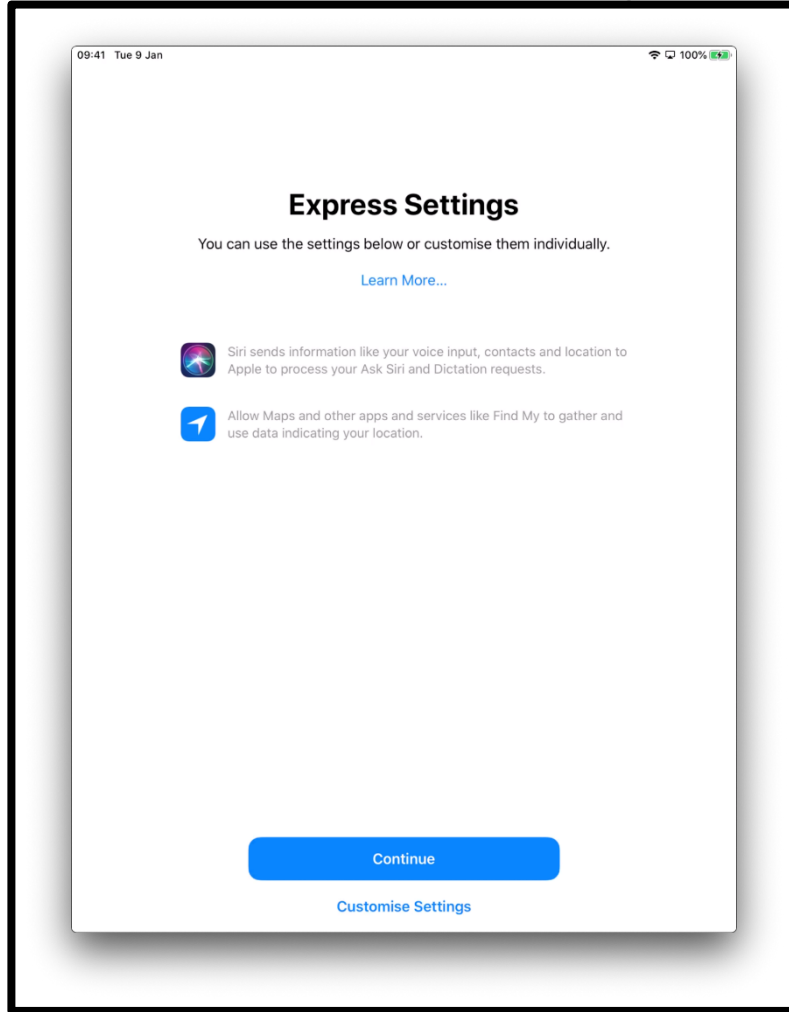 09:41 Tue 9 Jan 100%
Express Settings
You can use the settings below or customise them individually.
Learn More...
Siri sends information like your voice input, contacts and location to
Apple to process your Ask Siri and Dictation requests.
Allow Maps and other apps and services like Find My to gather and
use data indicating your location.
Continue
Customise Settings